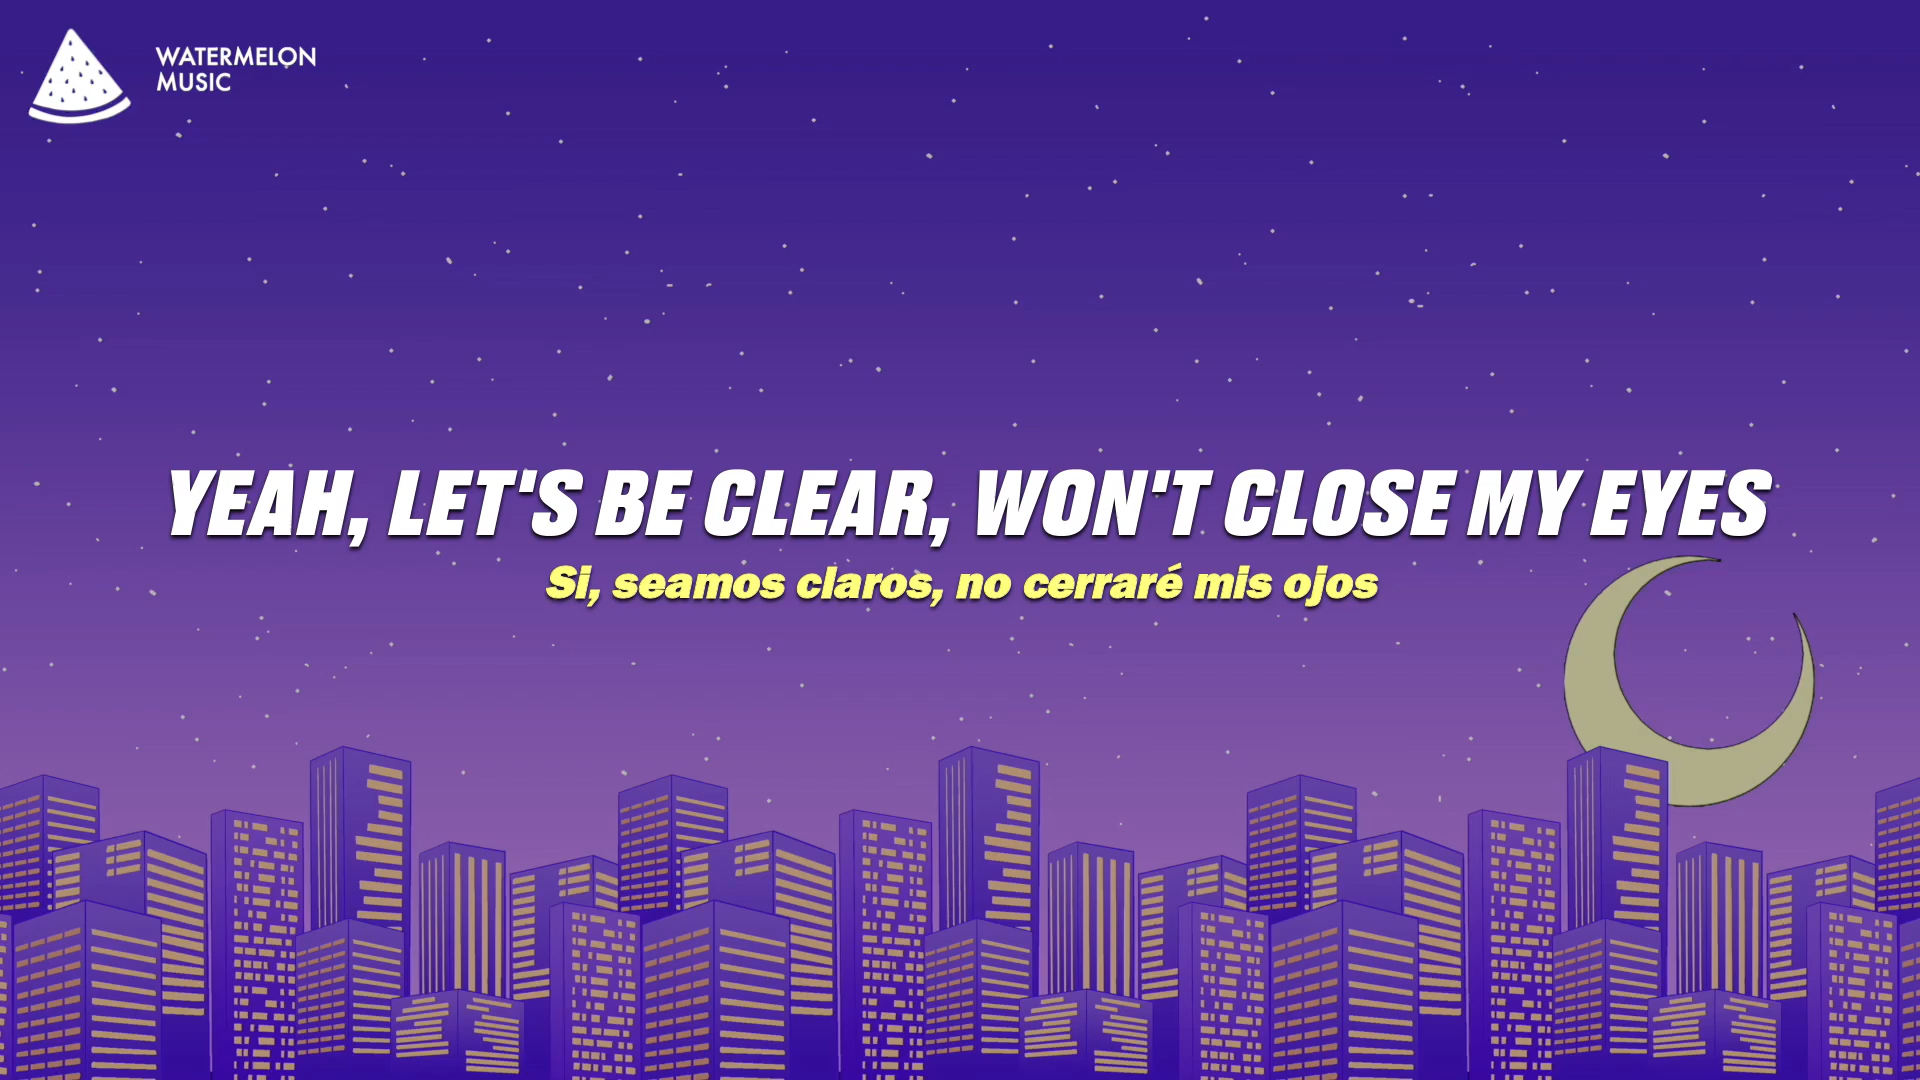 WATERMELON
MUSIC
YEAH, LET'S BE CLEAR, WON'T CLOSE MY EYES
Si, seamos claros, no cerraré mis ojos